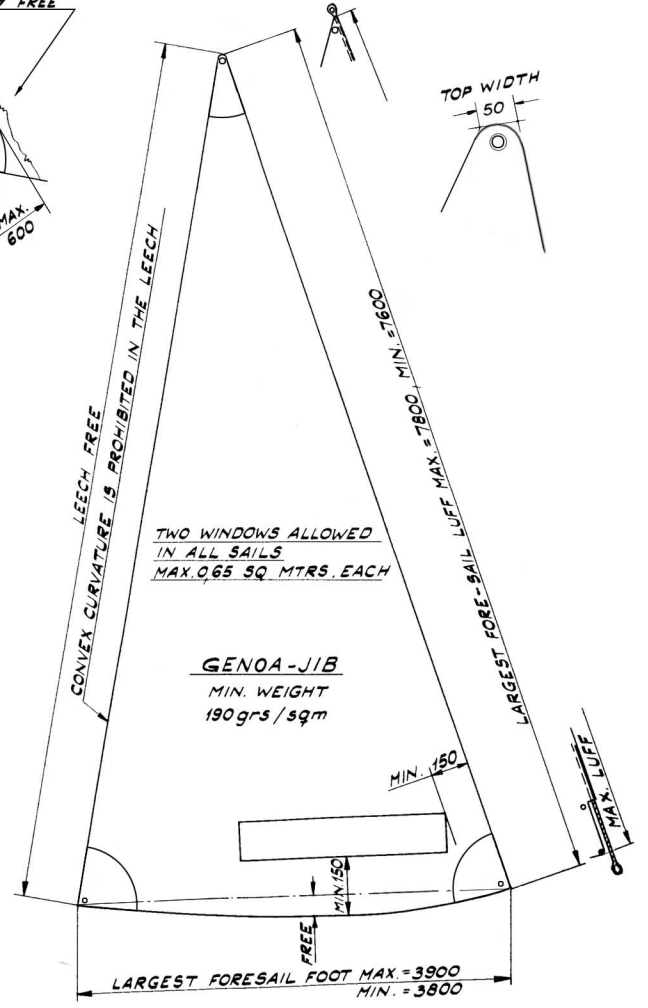 FREE
MAX.
600
TOP WIDTH
50
LEECH FREE
CONVEX CURVATURE IS PROHIBITED IN THE LEECH
LARGEST FORE-SAIL LUFF MAX.=7800, MIN.=7600
TWO WINDOWS ALLOWED
IN ALL SAILS
MAX.0,65 SQ MTRS. EACH
GENOA-JIB
MIN. WEIGHT
190 grs/sqm
MIN. 150
MAX. LUFF
MIN.150
FREE
LARGEST FORESAIL FOOT MAX.=3900
MIN. = 3800